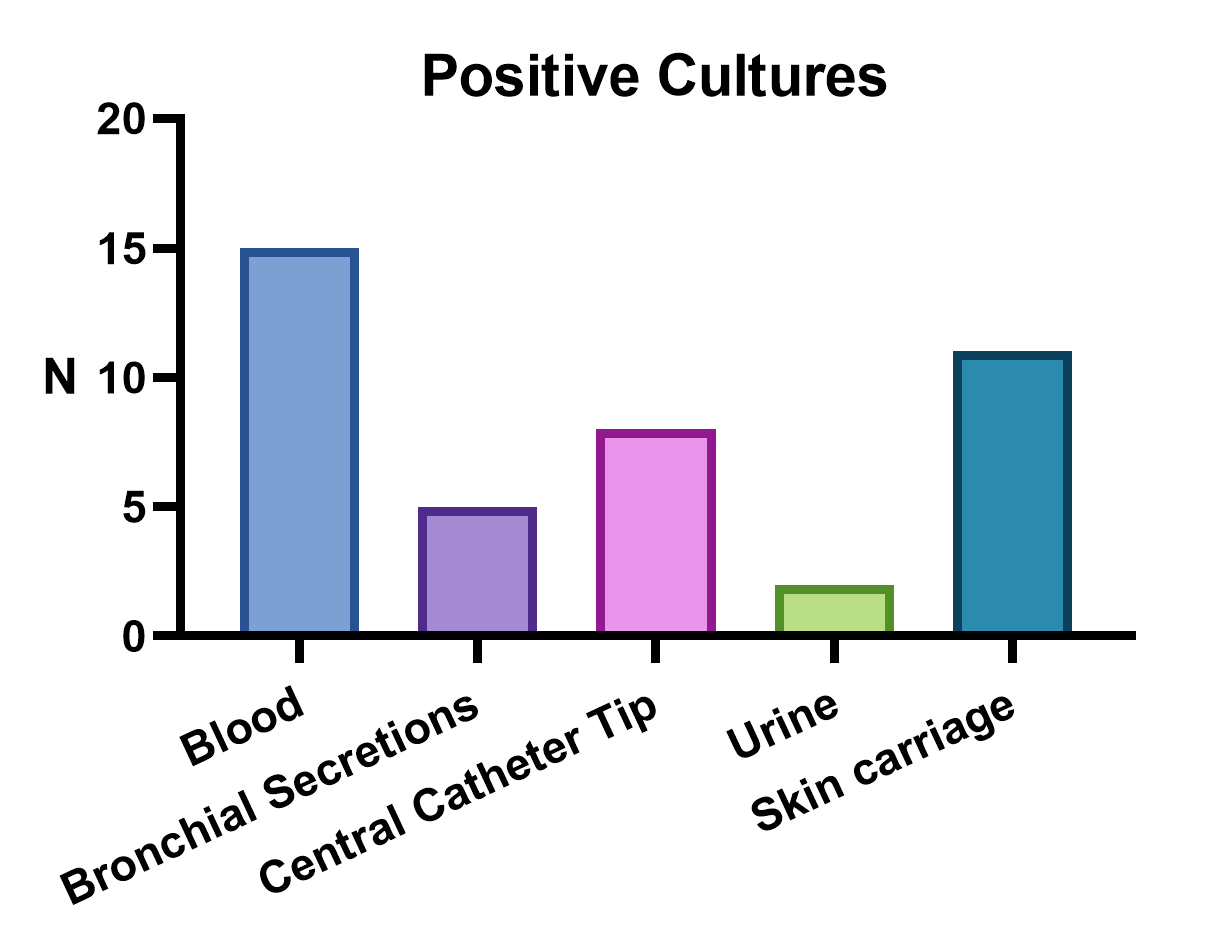 Positive Cultures
20
15
N
10
5
0
Blood
Bronchial Secretions
Central Catheter Tip
Urine
Skin carriage